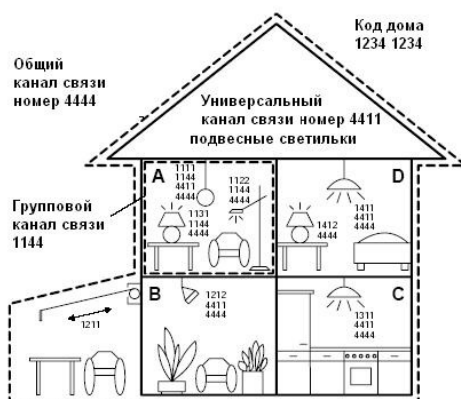 Код дома
1234 1234
Общий
канал связи
номер 4444
Универсальный
канал связи номер 4411
подвесные светильки
Групповой
канал связи
1144
A
1111
1144
4411
4444
1122
1144
4444
1131
1144
4444
D
1411
4411
4444
1412
4444
B
1212
4411
4444
1211
C
1311
4411
4444